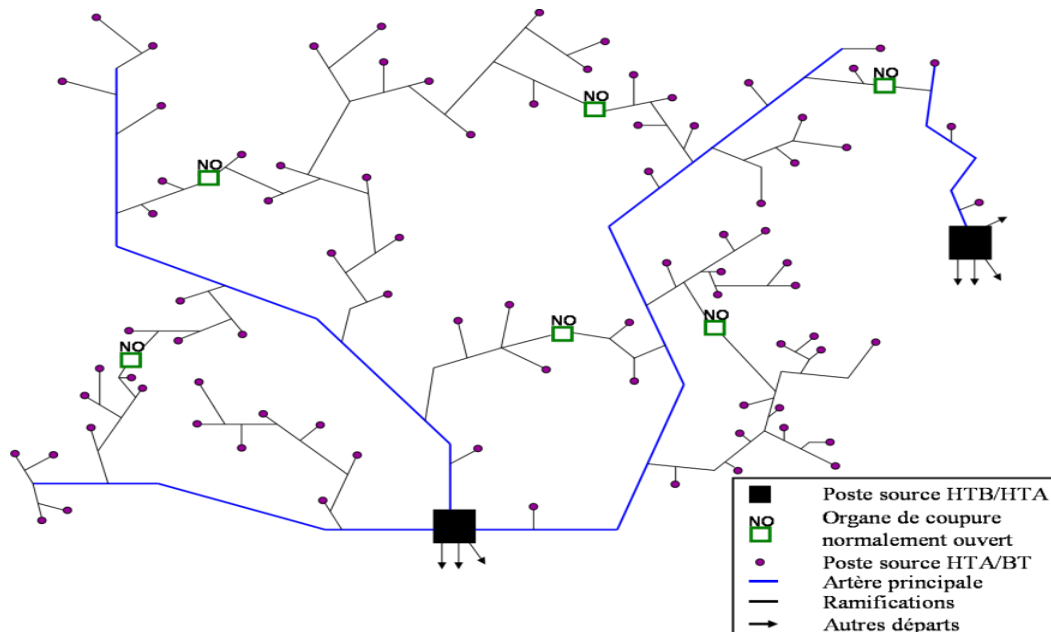 NO
NO
NO
NO
NO
NO
Poste source HTB/HTA
NO
Organe de coupure
normalement ouvert
Poste source HTA/BT
Artère principale
Ramifications
Autres départs